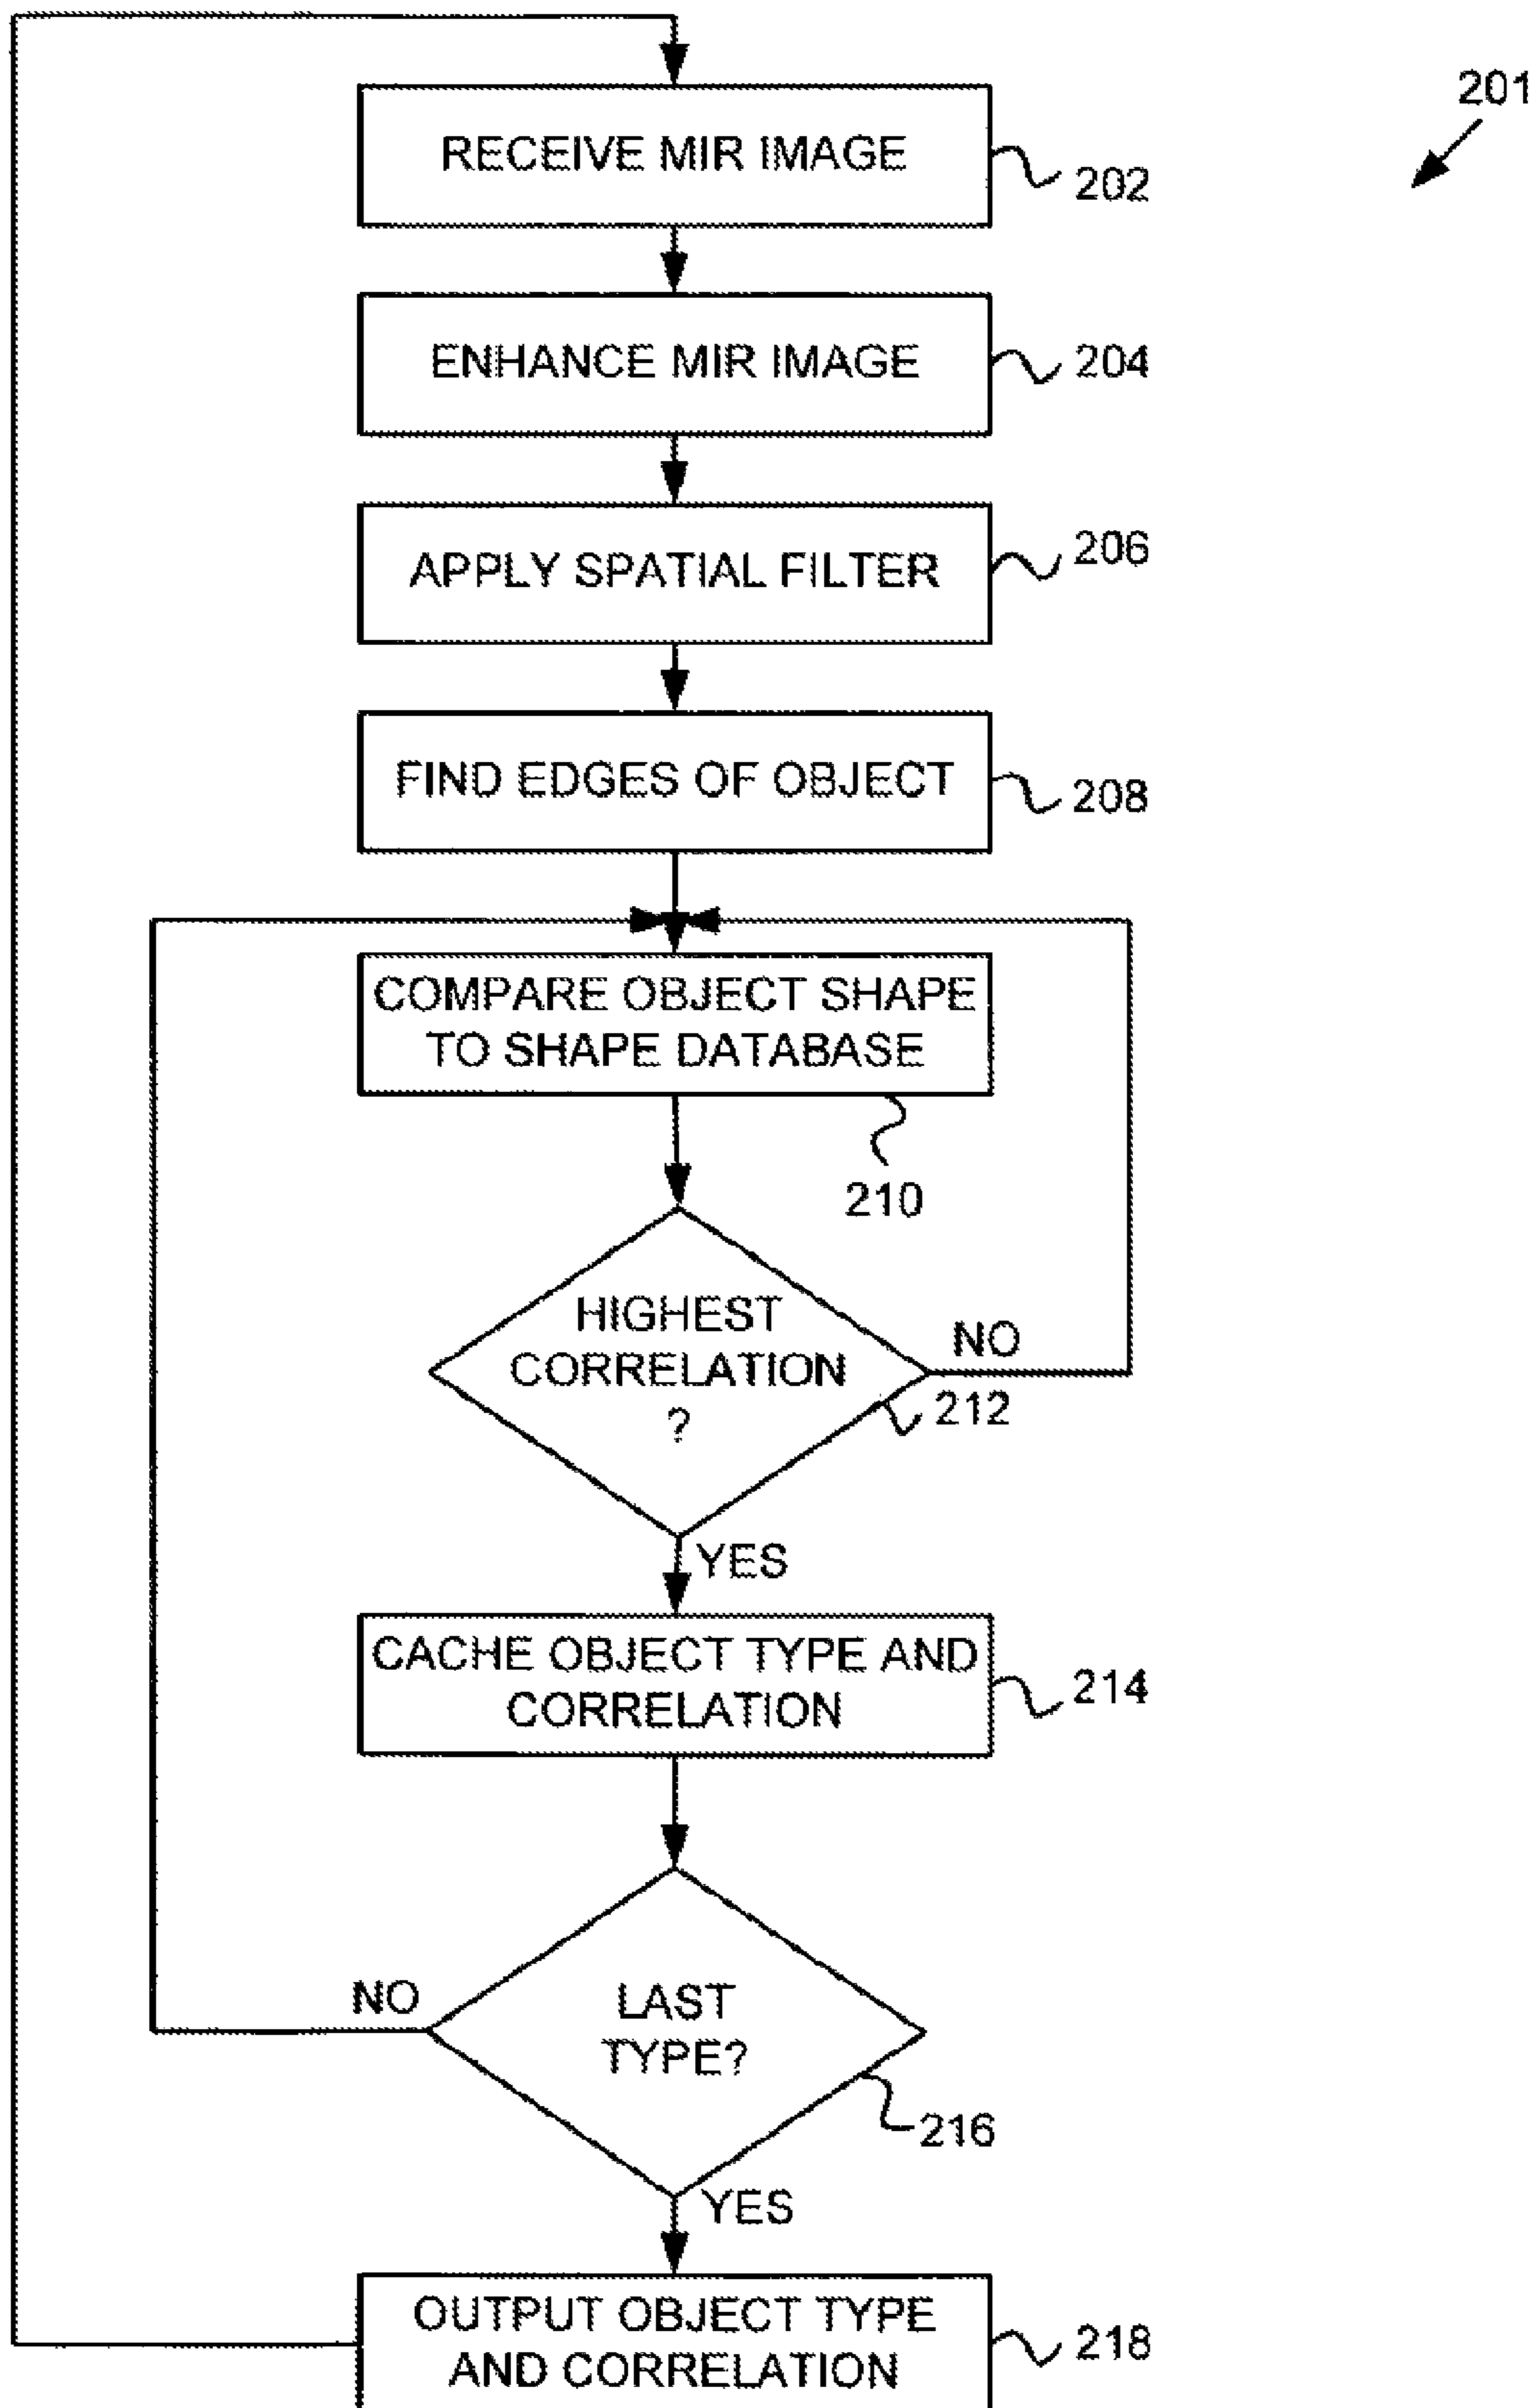 201
RECEIVE MIR IMAGE
202
ENHANCE MIR IMAGE
204
APPLY SPATIAL FILTER
206
FIND EDGES OF OBJECT
208
COMPARE OBJECT SHAPE
TO SHAPE DATABASE
210
HIGHEST
CORRELATION
?
NO
212
YES
CACHE OBJECT TYPE AND
CORRELATION
214
LAST
TYPE?
NO
216
YES
OUTPUT OBJECT TYPE
AND CORRELATION
218